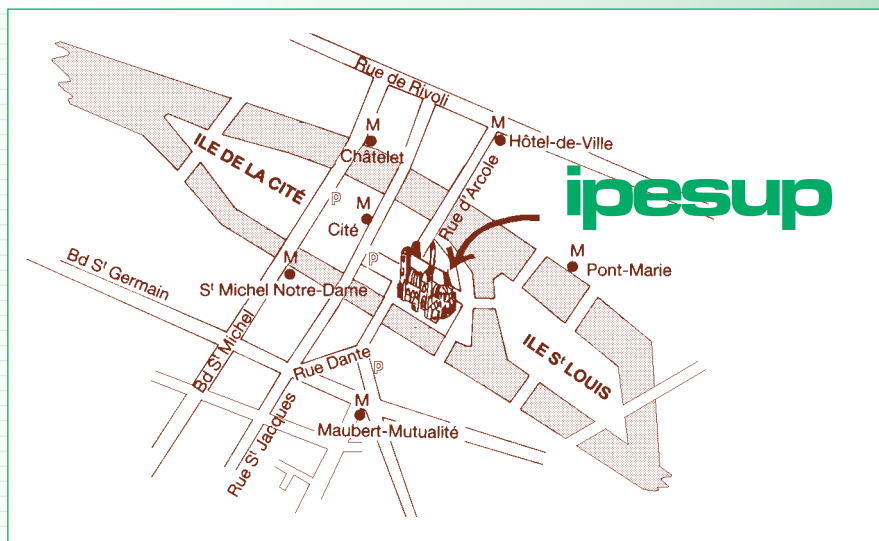 Rue de Rivoli
M
Hôtel-de-Ville
M
Châtelet
ILE DE LA CITÉ
Rue d'Arcole
ipesup
P
M
Cité
M
Pont-Marie
Bd Sᵗ Germain
M
Sᵗ Michel Notre-Dame
P
Bd Sᵗ Michel
Rue Dante
P
ILE Sᵗ LOUIS
Rue Sᵗ Jacques
M
Maubert-Mutualité